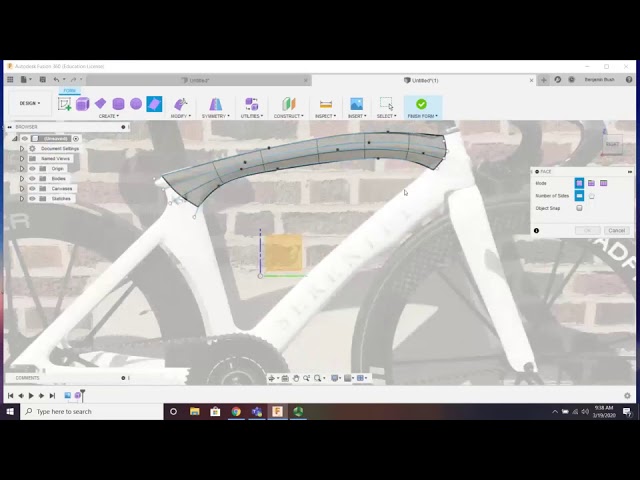 Autodesk Fusion 360 (Education License)
Untitled*
Untitled*(1)
Benjamin
FORM
DESIGN
CREATE
MODIFY
SYMMETRY
UTILITIES
CONSTRUCT
INSPECT
INSERT
SELECT
FINISH FORM
BROWSER
(Unsaved)
Document Settings
Named Views
Origin
Bodies
Canvases
Sketches
RIGHT
FACE
Mode
Number of Sides
Object Snap
OK
Cancel
COMMENTS
Type here to search
9:38 AM
3/19/2020